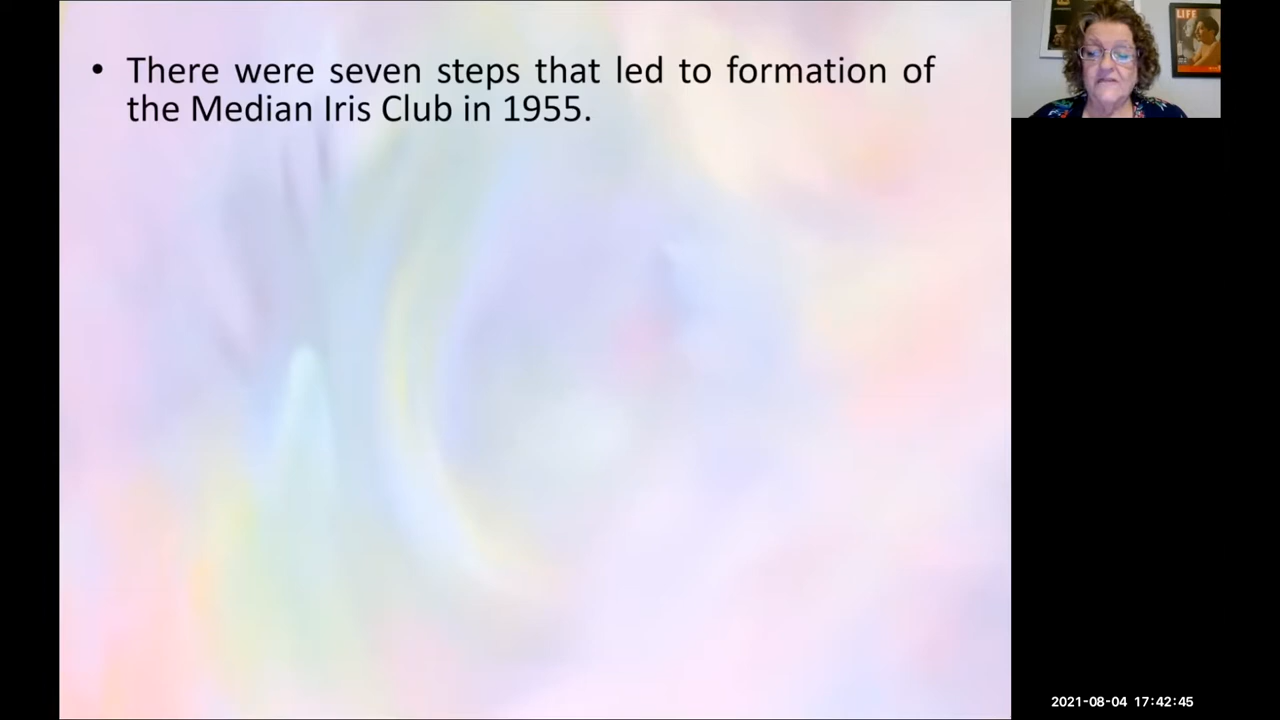 • There were seven steps that led to formation of
the Median Iris Club in 1955.
LIFE
2021-08-04 17:42:45